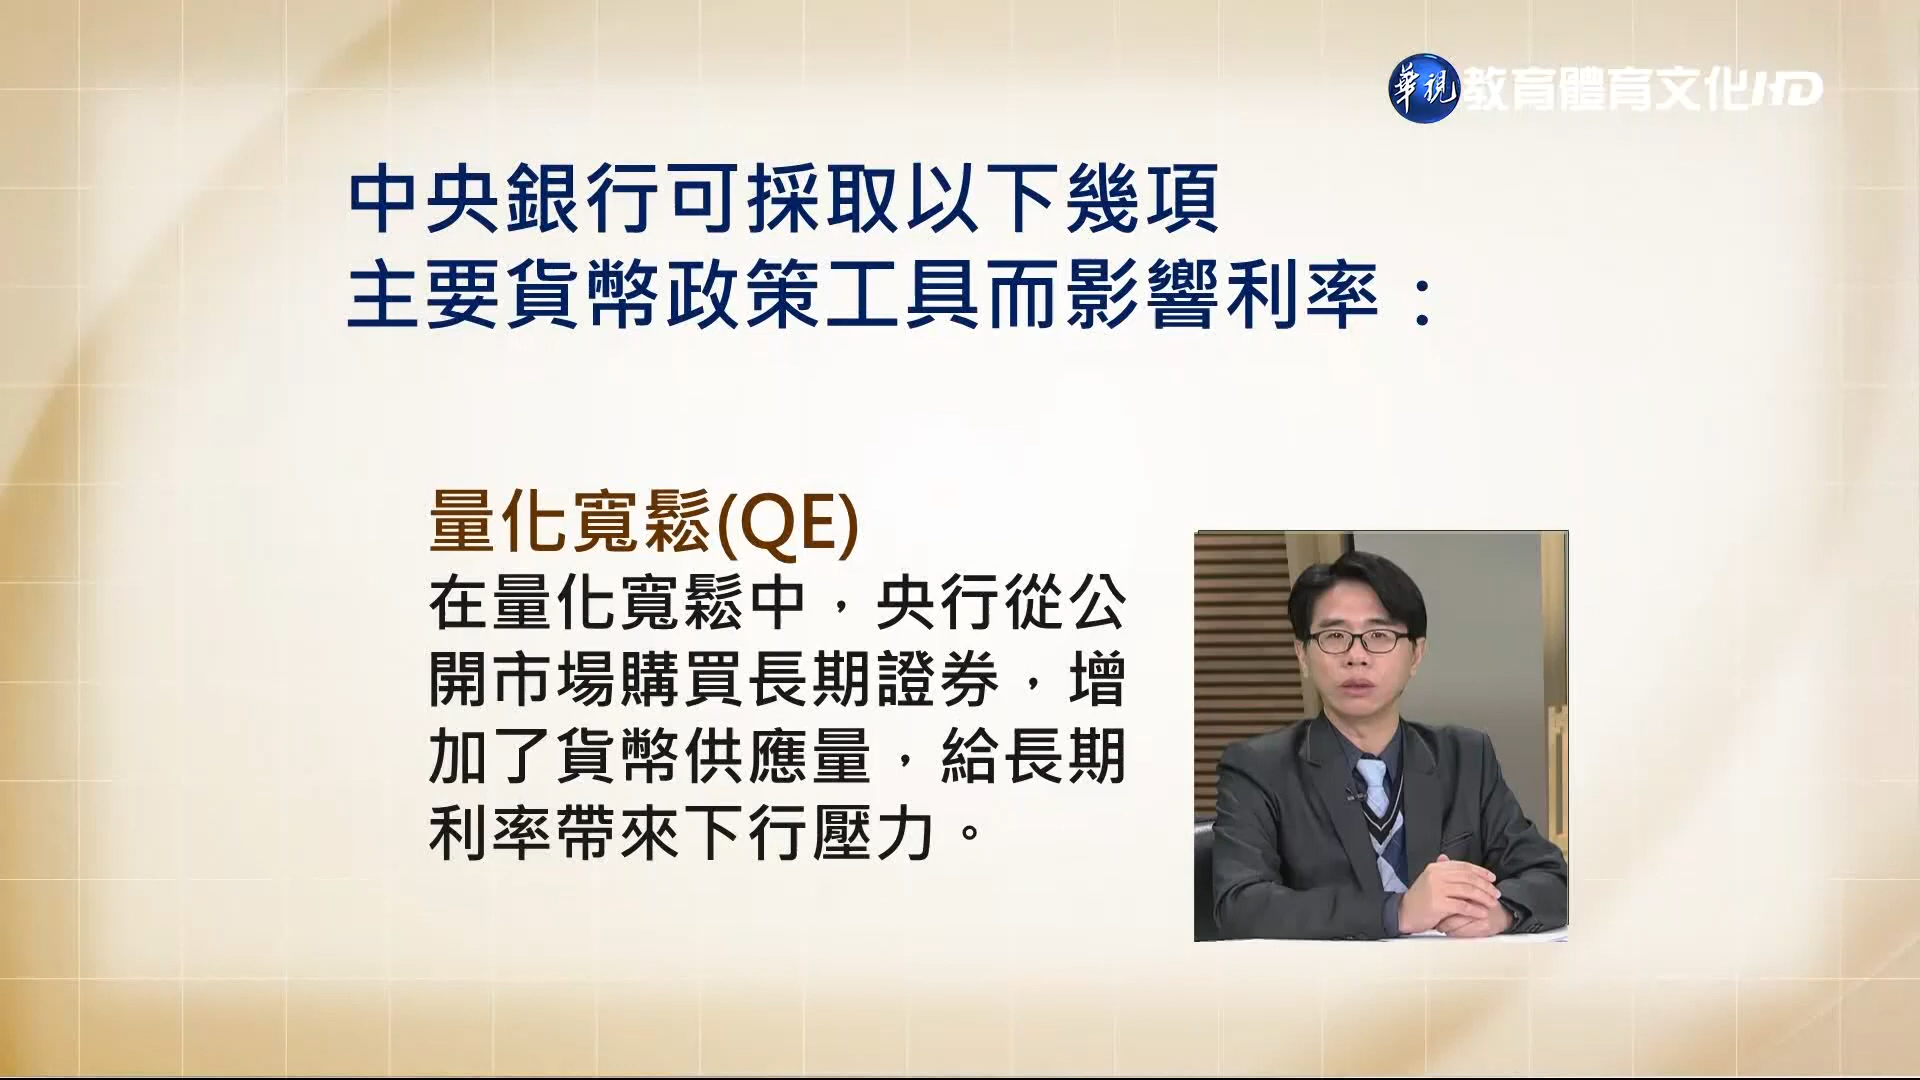 華視 教育體育文化HD
中央銀行可採取以下幾項
主要貨幣政策工具而影響利率：
量化寬鬆(QE)
在量化寬鬆中，央行從公
開市場購買長期證券，增
加了貨幣供應量，給長期
利率帶來下行壓力。